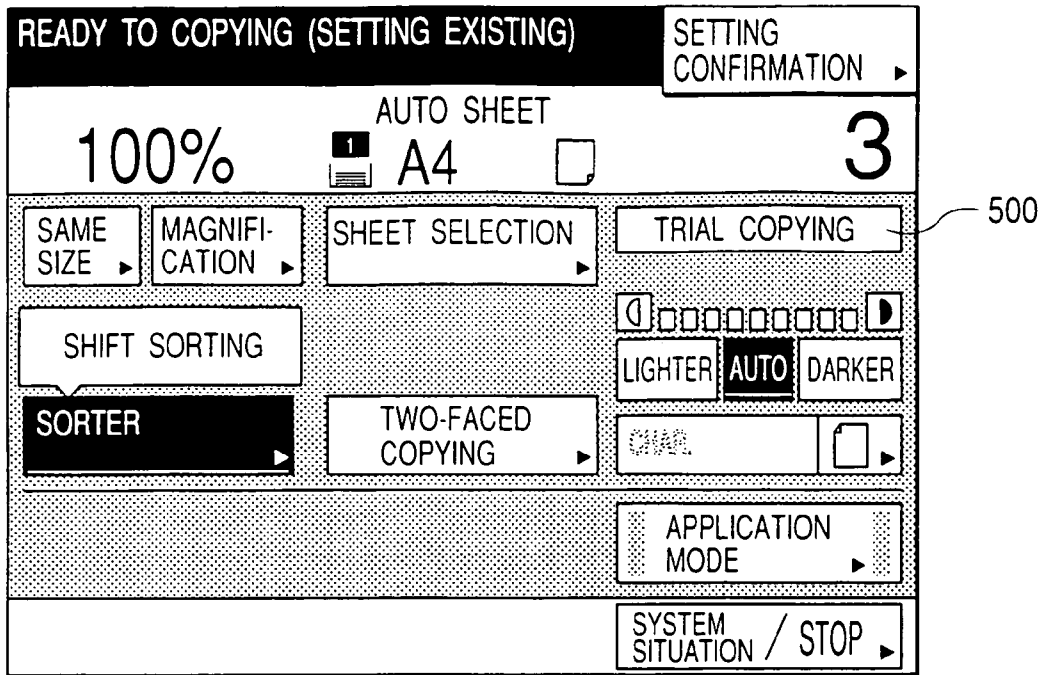 READY TO COPYING (SETTING EXISTING)
SETTING
CONFIRMATION
AUTO SHEET
100%
1
A4
3
SAME
SIZE
MAGNIFI-
CATION
SHEET SELECTION
TRIAL COPYING
500
SHIFT SORTING
LIGHTER
AUTO
DARKER
SORTER
TWO-FACED
COPYING
CHAR.
APPLICATION
MODE
SYSTEM
SITUATION / STOP